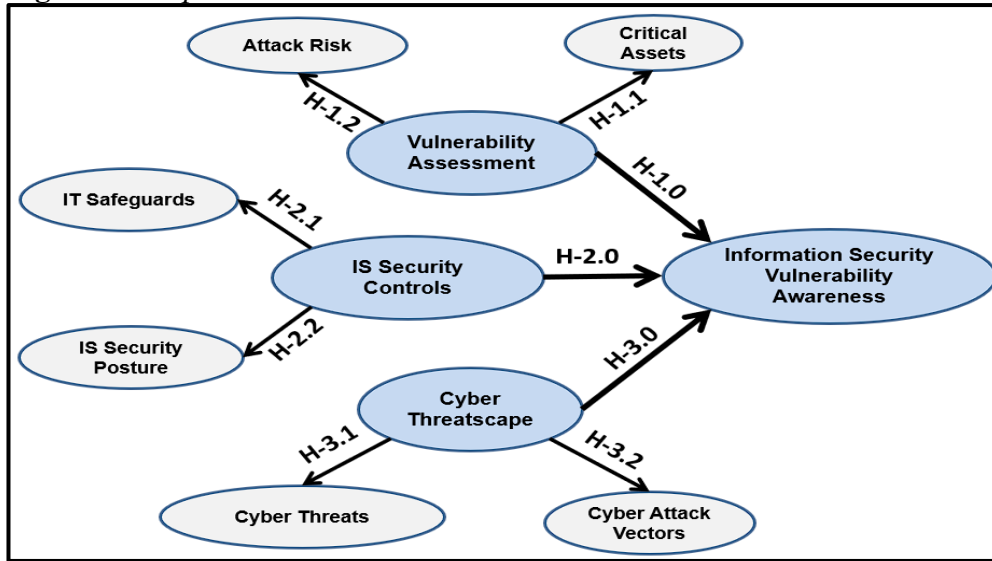 Attack Risk
Critical
Assets
H-1.2
H-1.1
Vulnerability
Assessment
H-1.0
IT Safeguards
H-2.1
IS Security
Controls
H-2.0
Information Security
Vulnerability
Awareness
H-2.2
IS Security
Posture
H-3.0
Cyber
Threatscape
H-3.1
H-3.2
Cyber Threats
Cyber Attack
Vectors